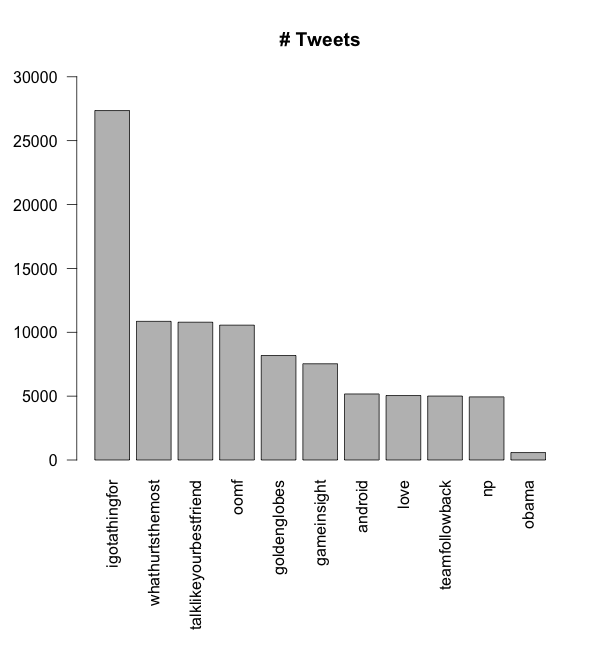 # Tweets
30000
25000
20000
15000
10000
5000
0
igotathingfor
whathurtsthemost
talklikeyourbestfriend
oomf
goldenglobes
gameinsight
android
love
teamfollowback
np
obama